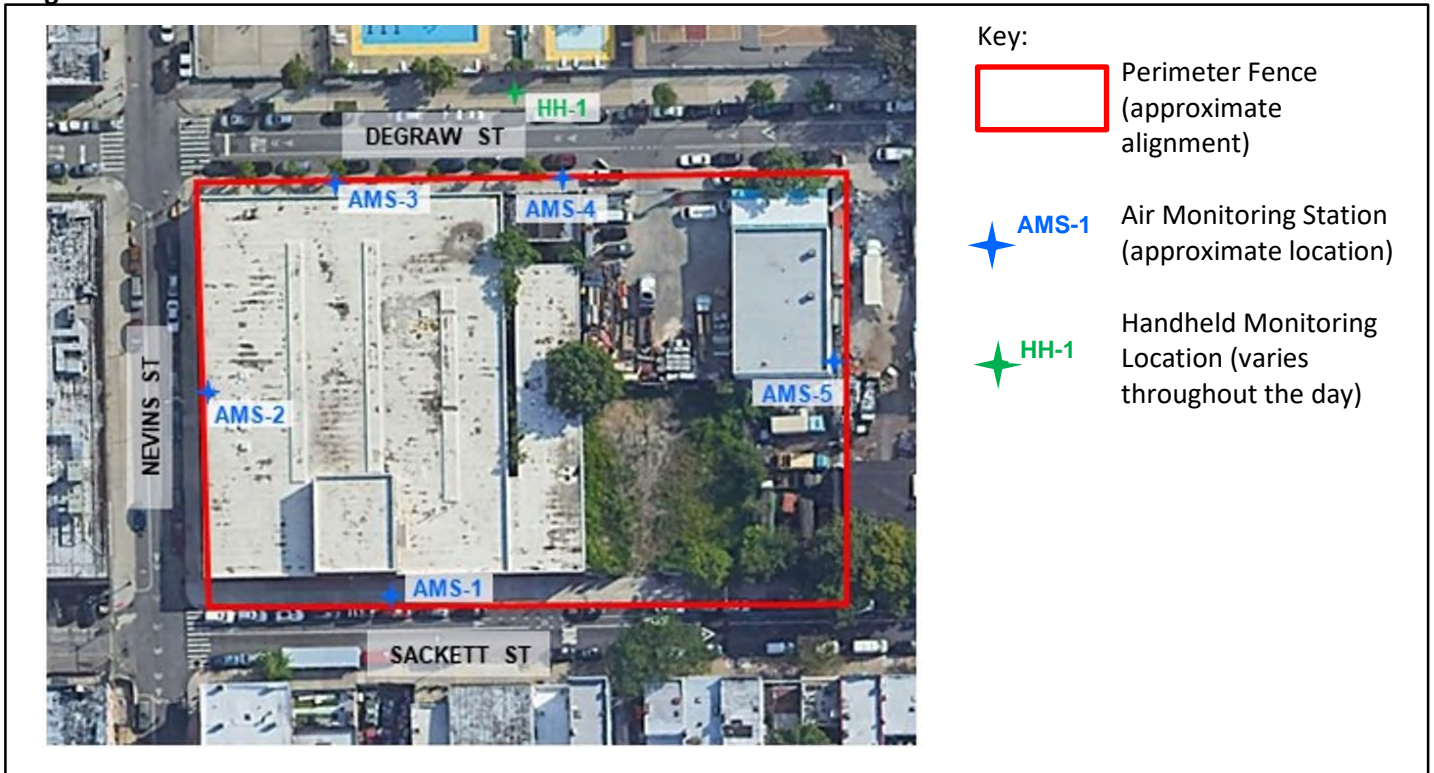 HH-1
DEGRAW ST
AMS-3
AMS-4
AMS-2
AMS-5
NEVINS ST
AMS-1
SACKETT ST
Key:
Perimeter Fence
(approximate
alignment)
AMS-1
Air Monitoring Station
(approximate location)
HH-1
Handheld Monitoring
Location (varies
throughout the day)